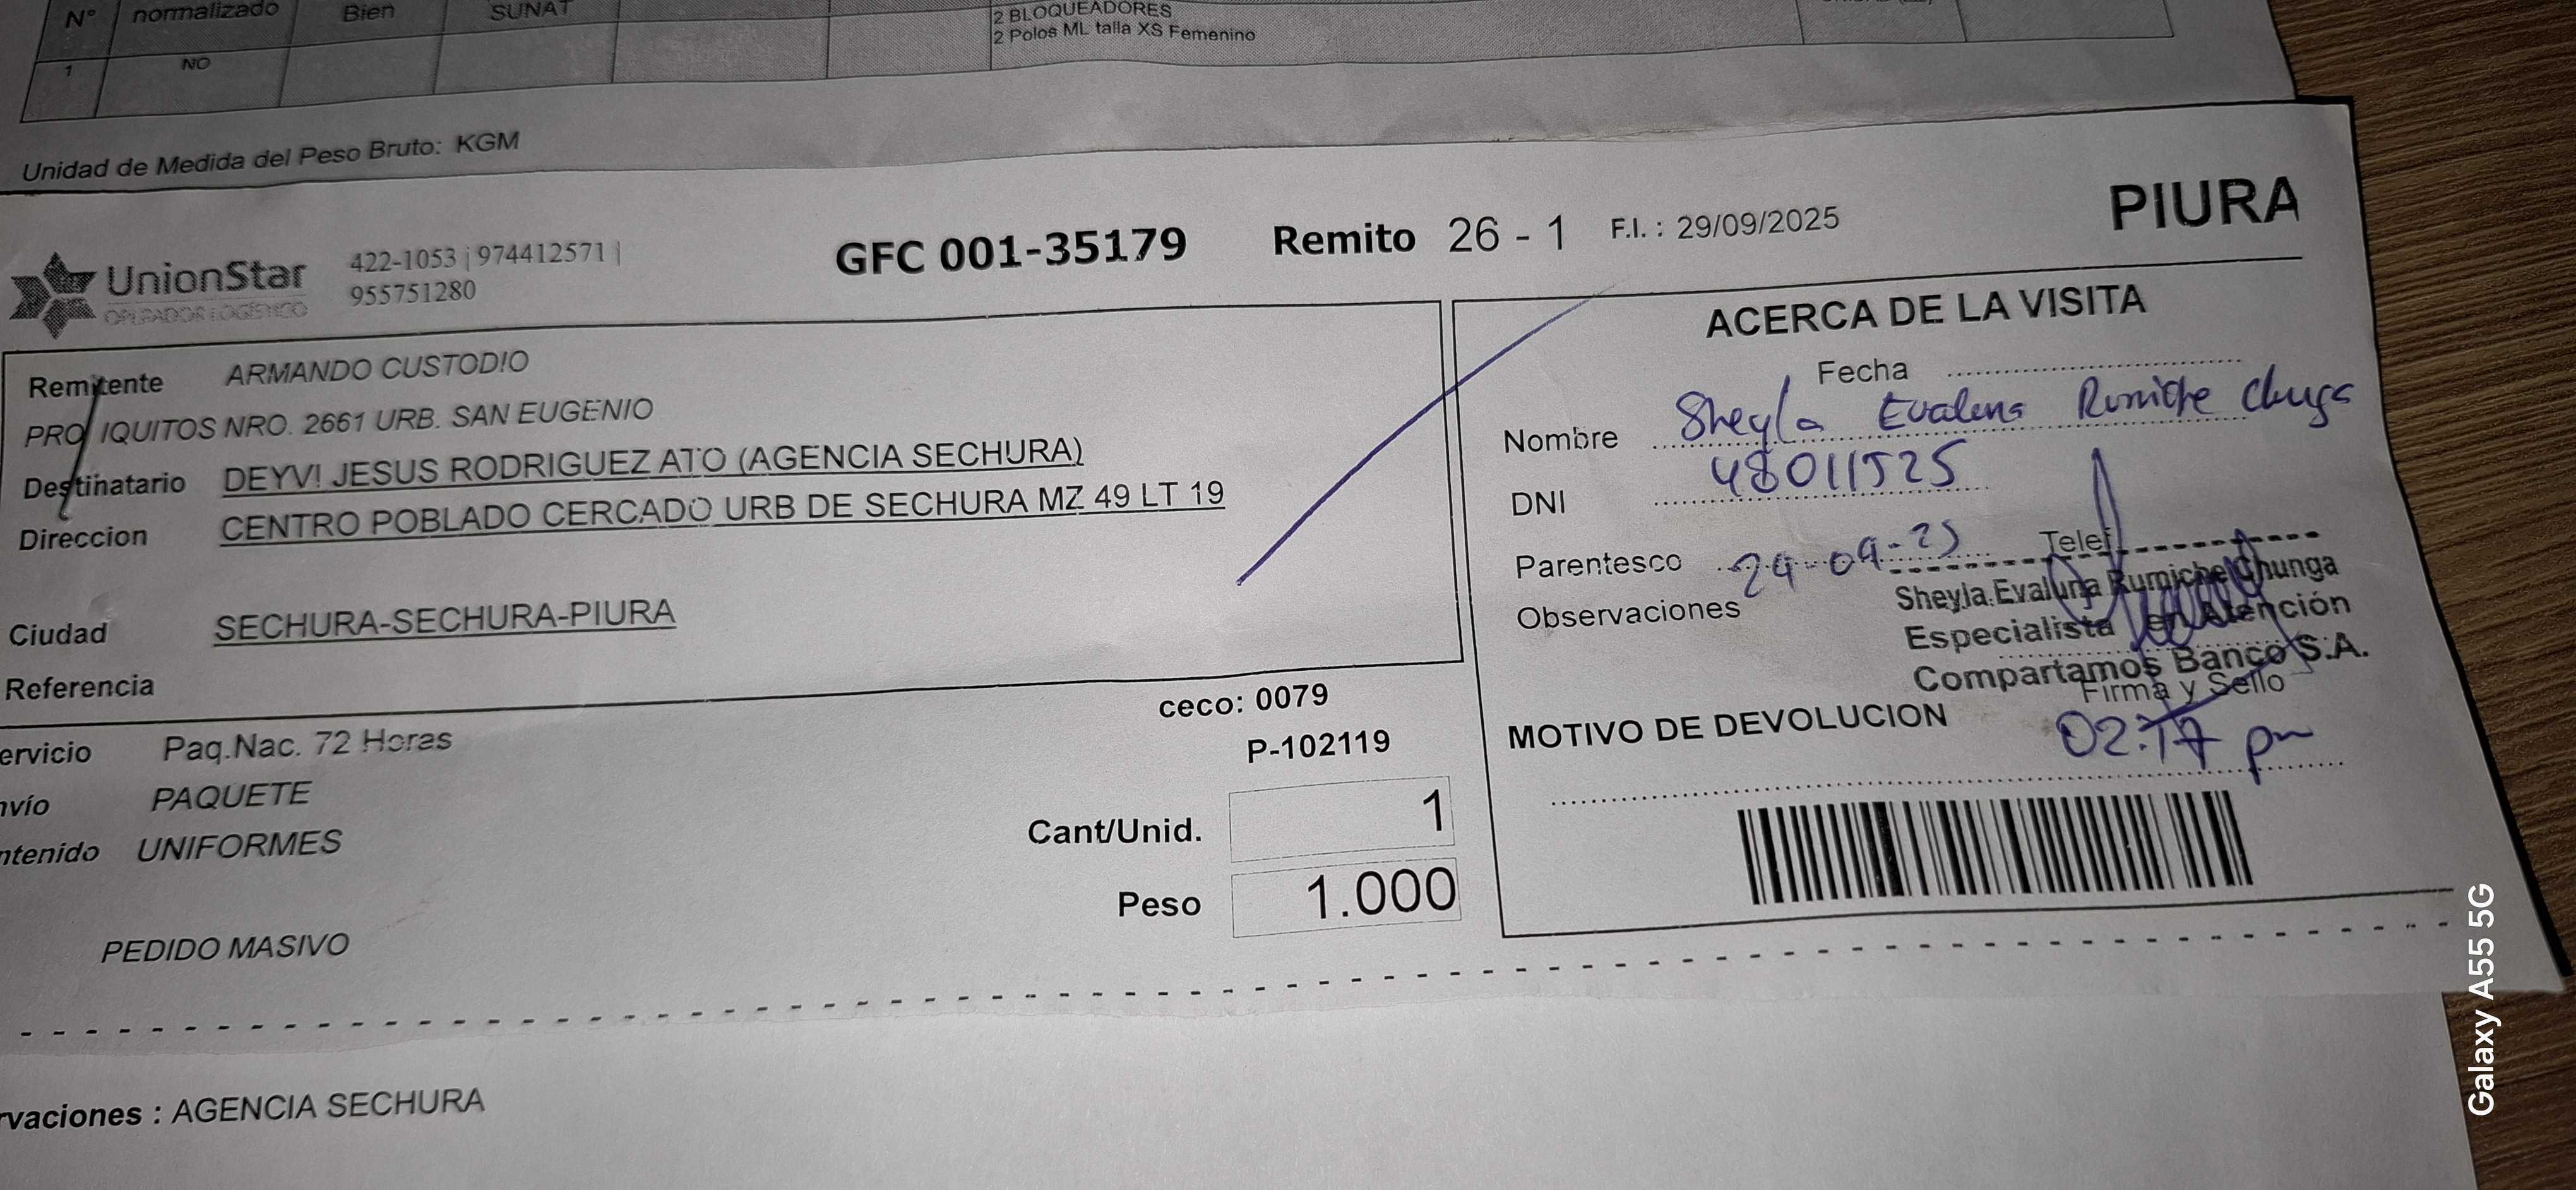 N° normalizado Bien SUNAT
2 BLOQUEADORES
2 Polos ML talla XS Femenino
1 NO
Unidad de Medida del Peso Bruto: KGM
UnionStar
OPERADOR LOGÍSTICO
422-1053 | 974412571 |
955751280
GFC 001-35179 Remito 26 - 1 F.I. : 29/09/2025 PIURA
Remitente ARMANDO CUSTODIO
PRO IQUITOS NRO. 2661 URB. SAN EUGENIO
Destinatario DEYVI JESUS RODRIGUEZ ATO (AGENCIA SECHURA)
Direccion CENTRO POBLADO CERCADO URB DE SECHURA MZ 49 LT 19
Ciudad SECHURA-SECHURA-PIURA
Referencia
ervicio Paq.Nac. 72 Horas
nvío PAQUETE
ntenido UNIFORMES
PEDIDO MASIVO
ceco: 0079
P-102119
Cant/Unid. 1
Peso 1.000
ACERCA DE LA VISITA
Fecha
Nombre Sheyla Evaluna Rumiche Chunga
DNI 48011525
Parentesco 29-09-25 Telef
Observaciones
Sheyla Evaluna Rumiche Chunga
Especialista en Atención
Compartamos Banco S.A.
Firma y Sello
MOTIVO DE DEVOLUCION
02:17 pm
rvaciones : AGENCIA SECHURA
Galaxy A55 5G